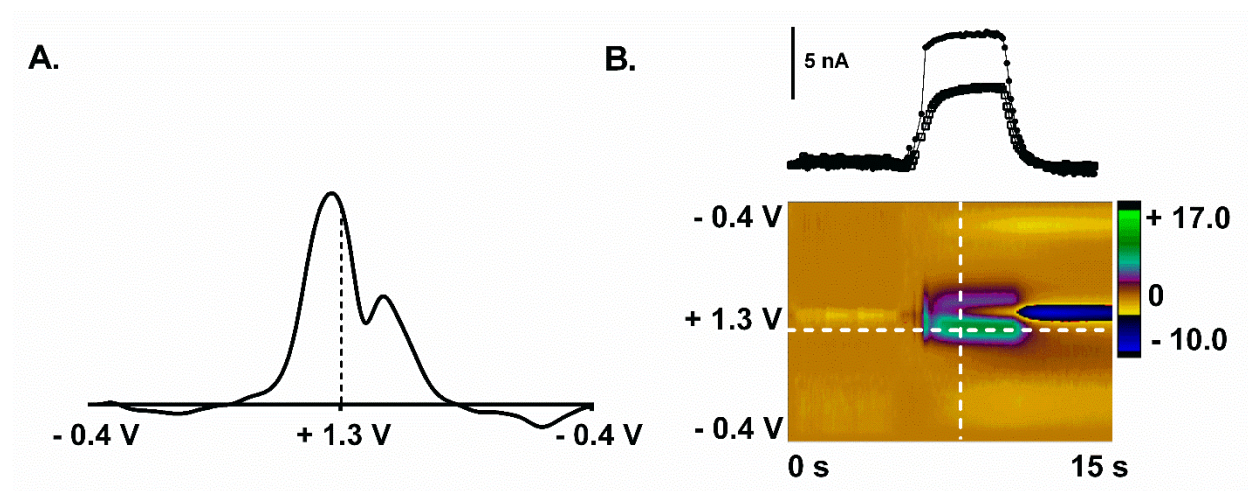 A.
- 0.4 V
+ 1.3 V
- 0.4 V
B.
5 nA
- 0.4 V
+ 1.3 V
- 0.4 V
0 s
15 s
+ 17.0
0
- 10.0